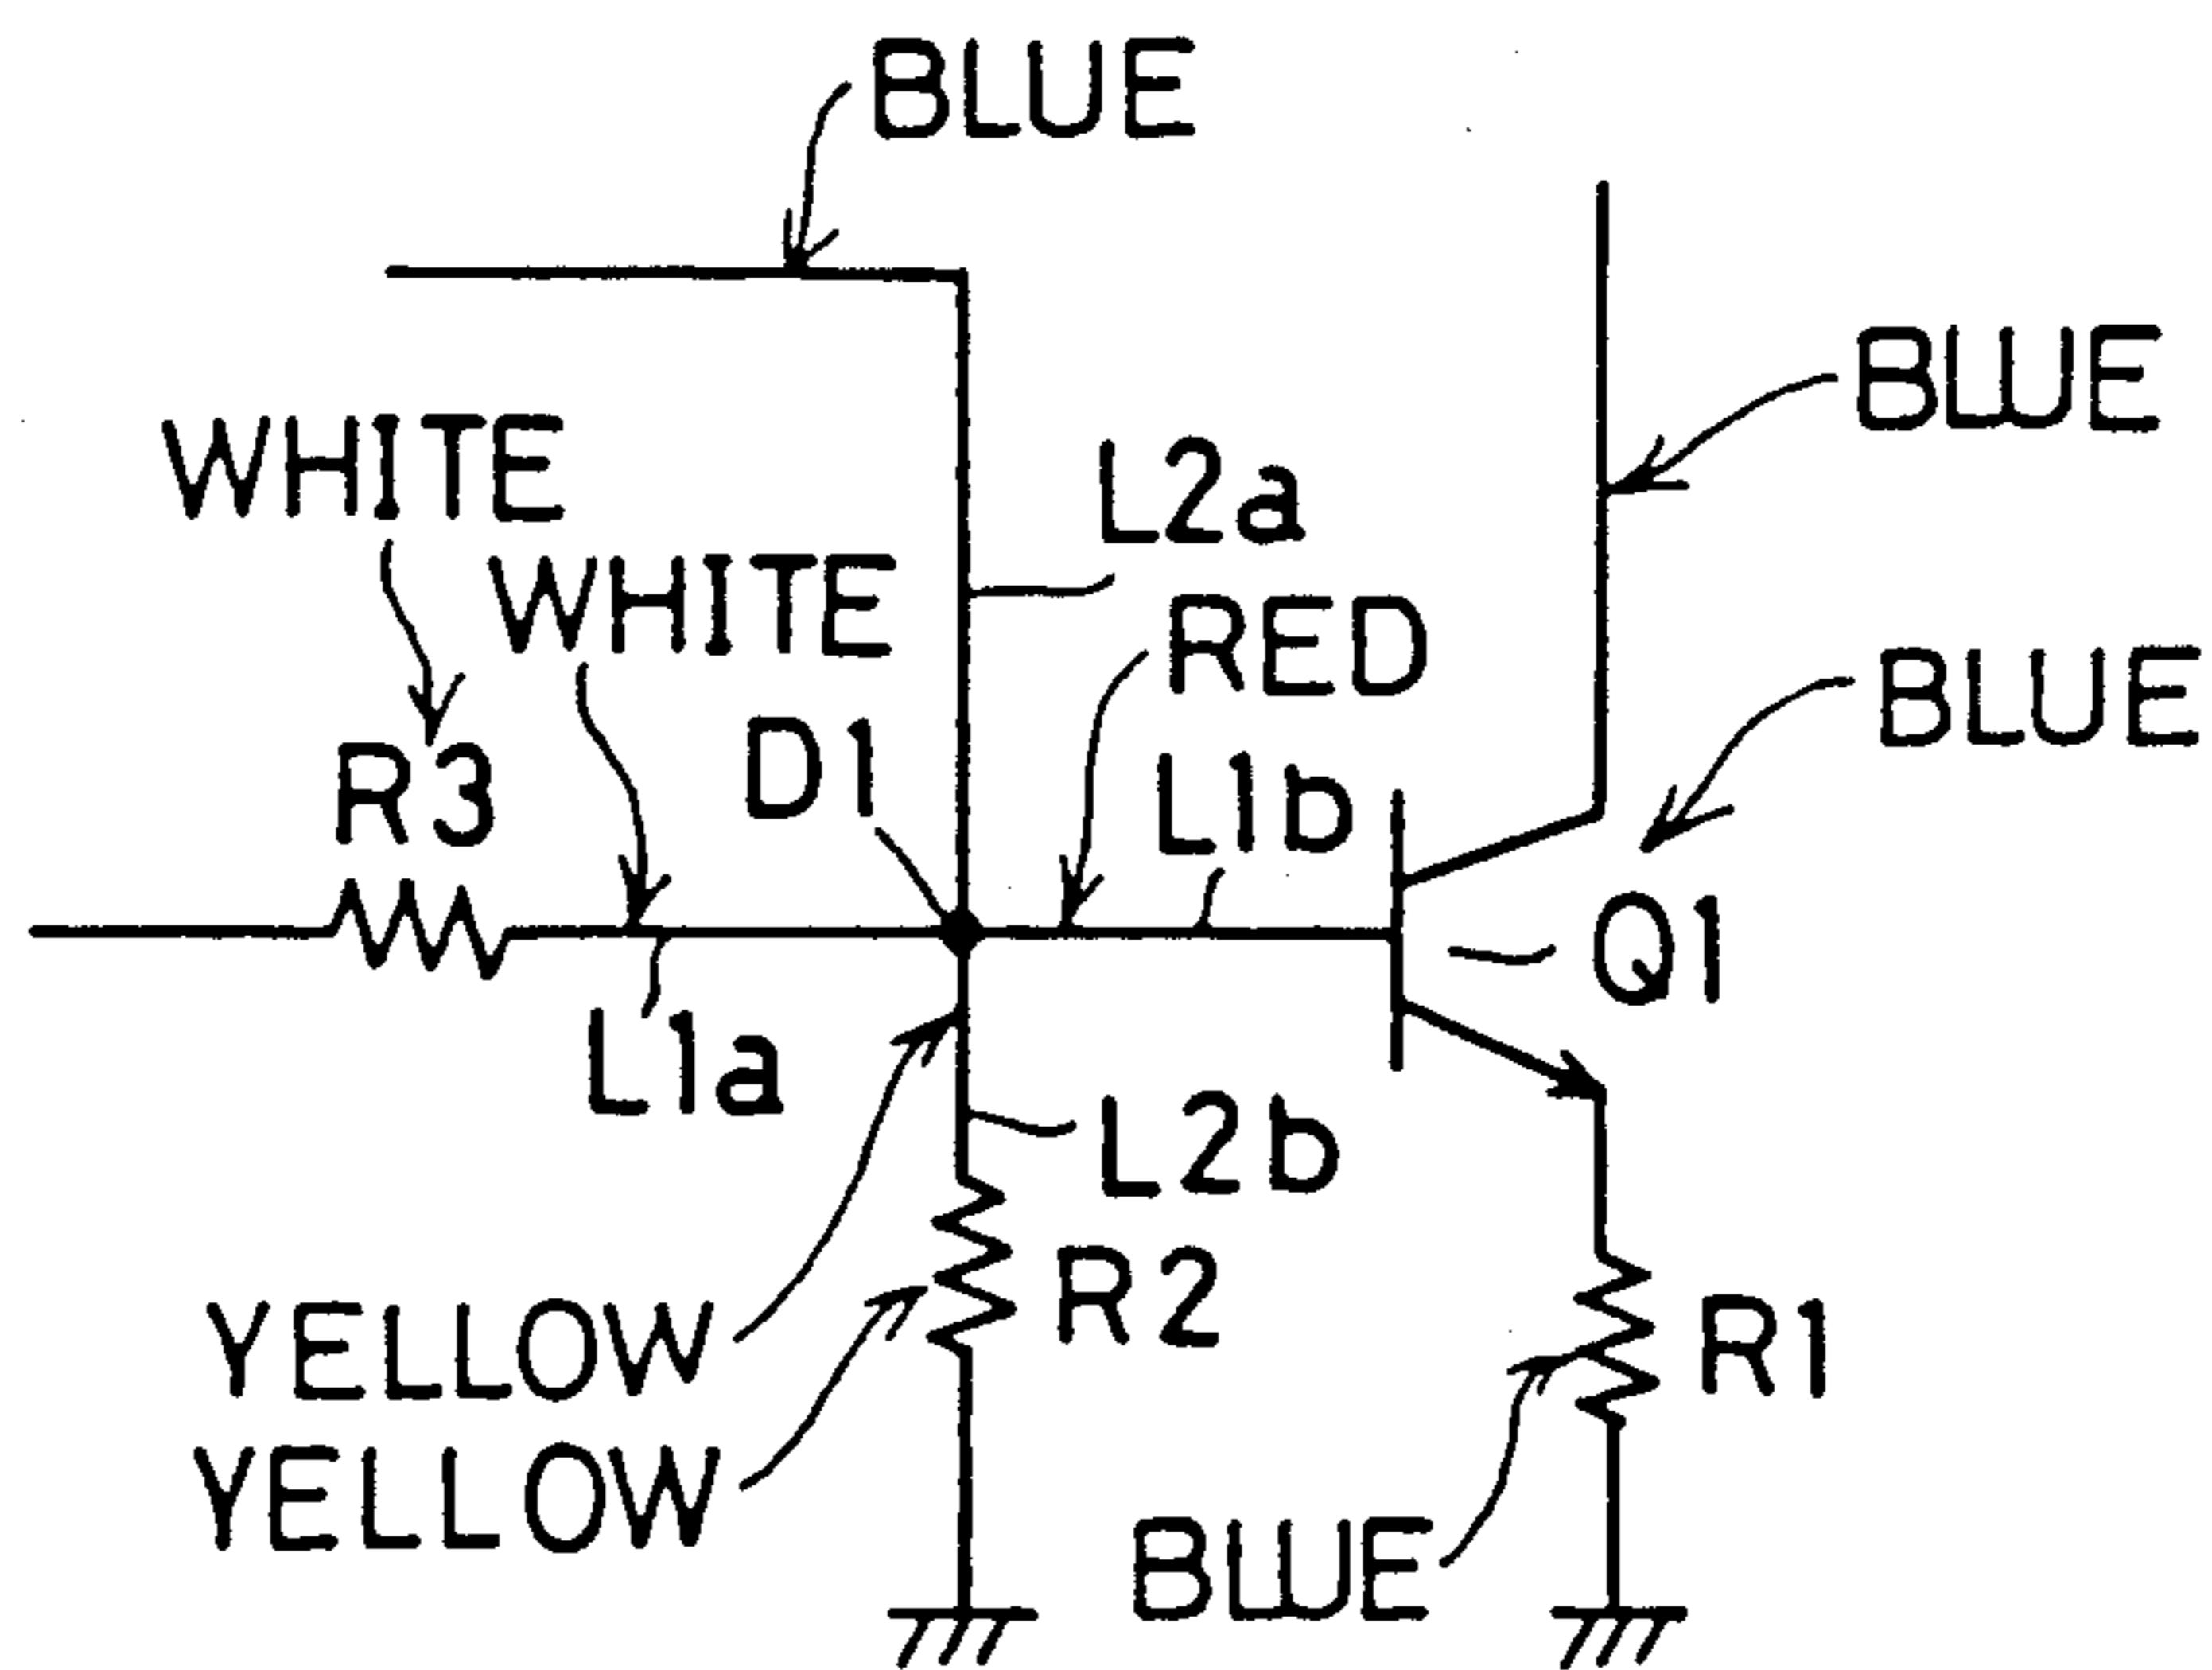 BLUE
BLUE
WHITE
L2a
WHITE
RED
BLUE
D1
R3
L1b
Q1
L1a
L2b
R2
YELLOW
R1
YELLOW
BLUE